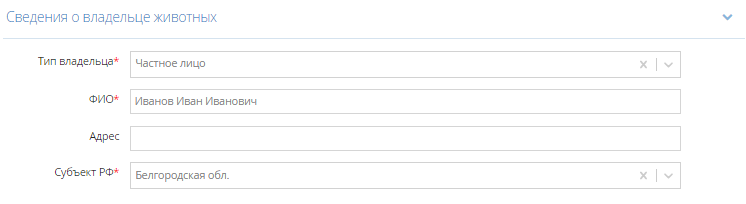 Сведения о владельце животных
Тип владельца* Частное лицо
ФИО* Иванов Иван Иванович
Адрес
Субъект РФ* Белгородская обл.